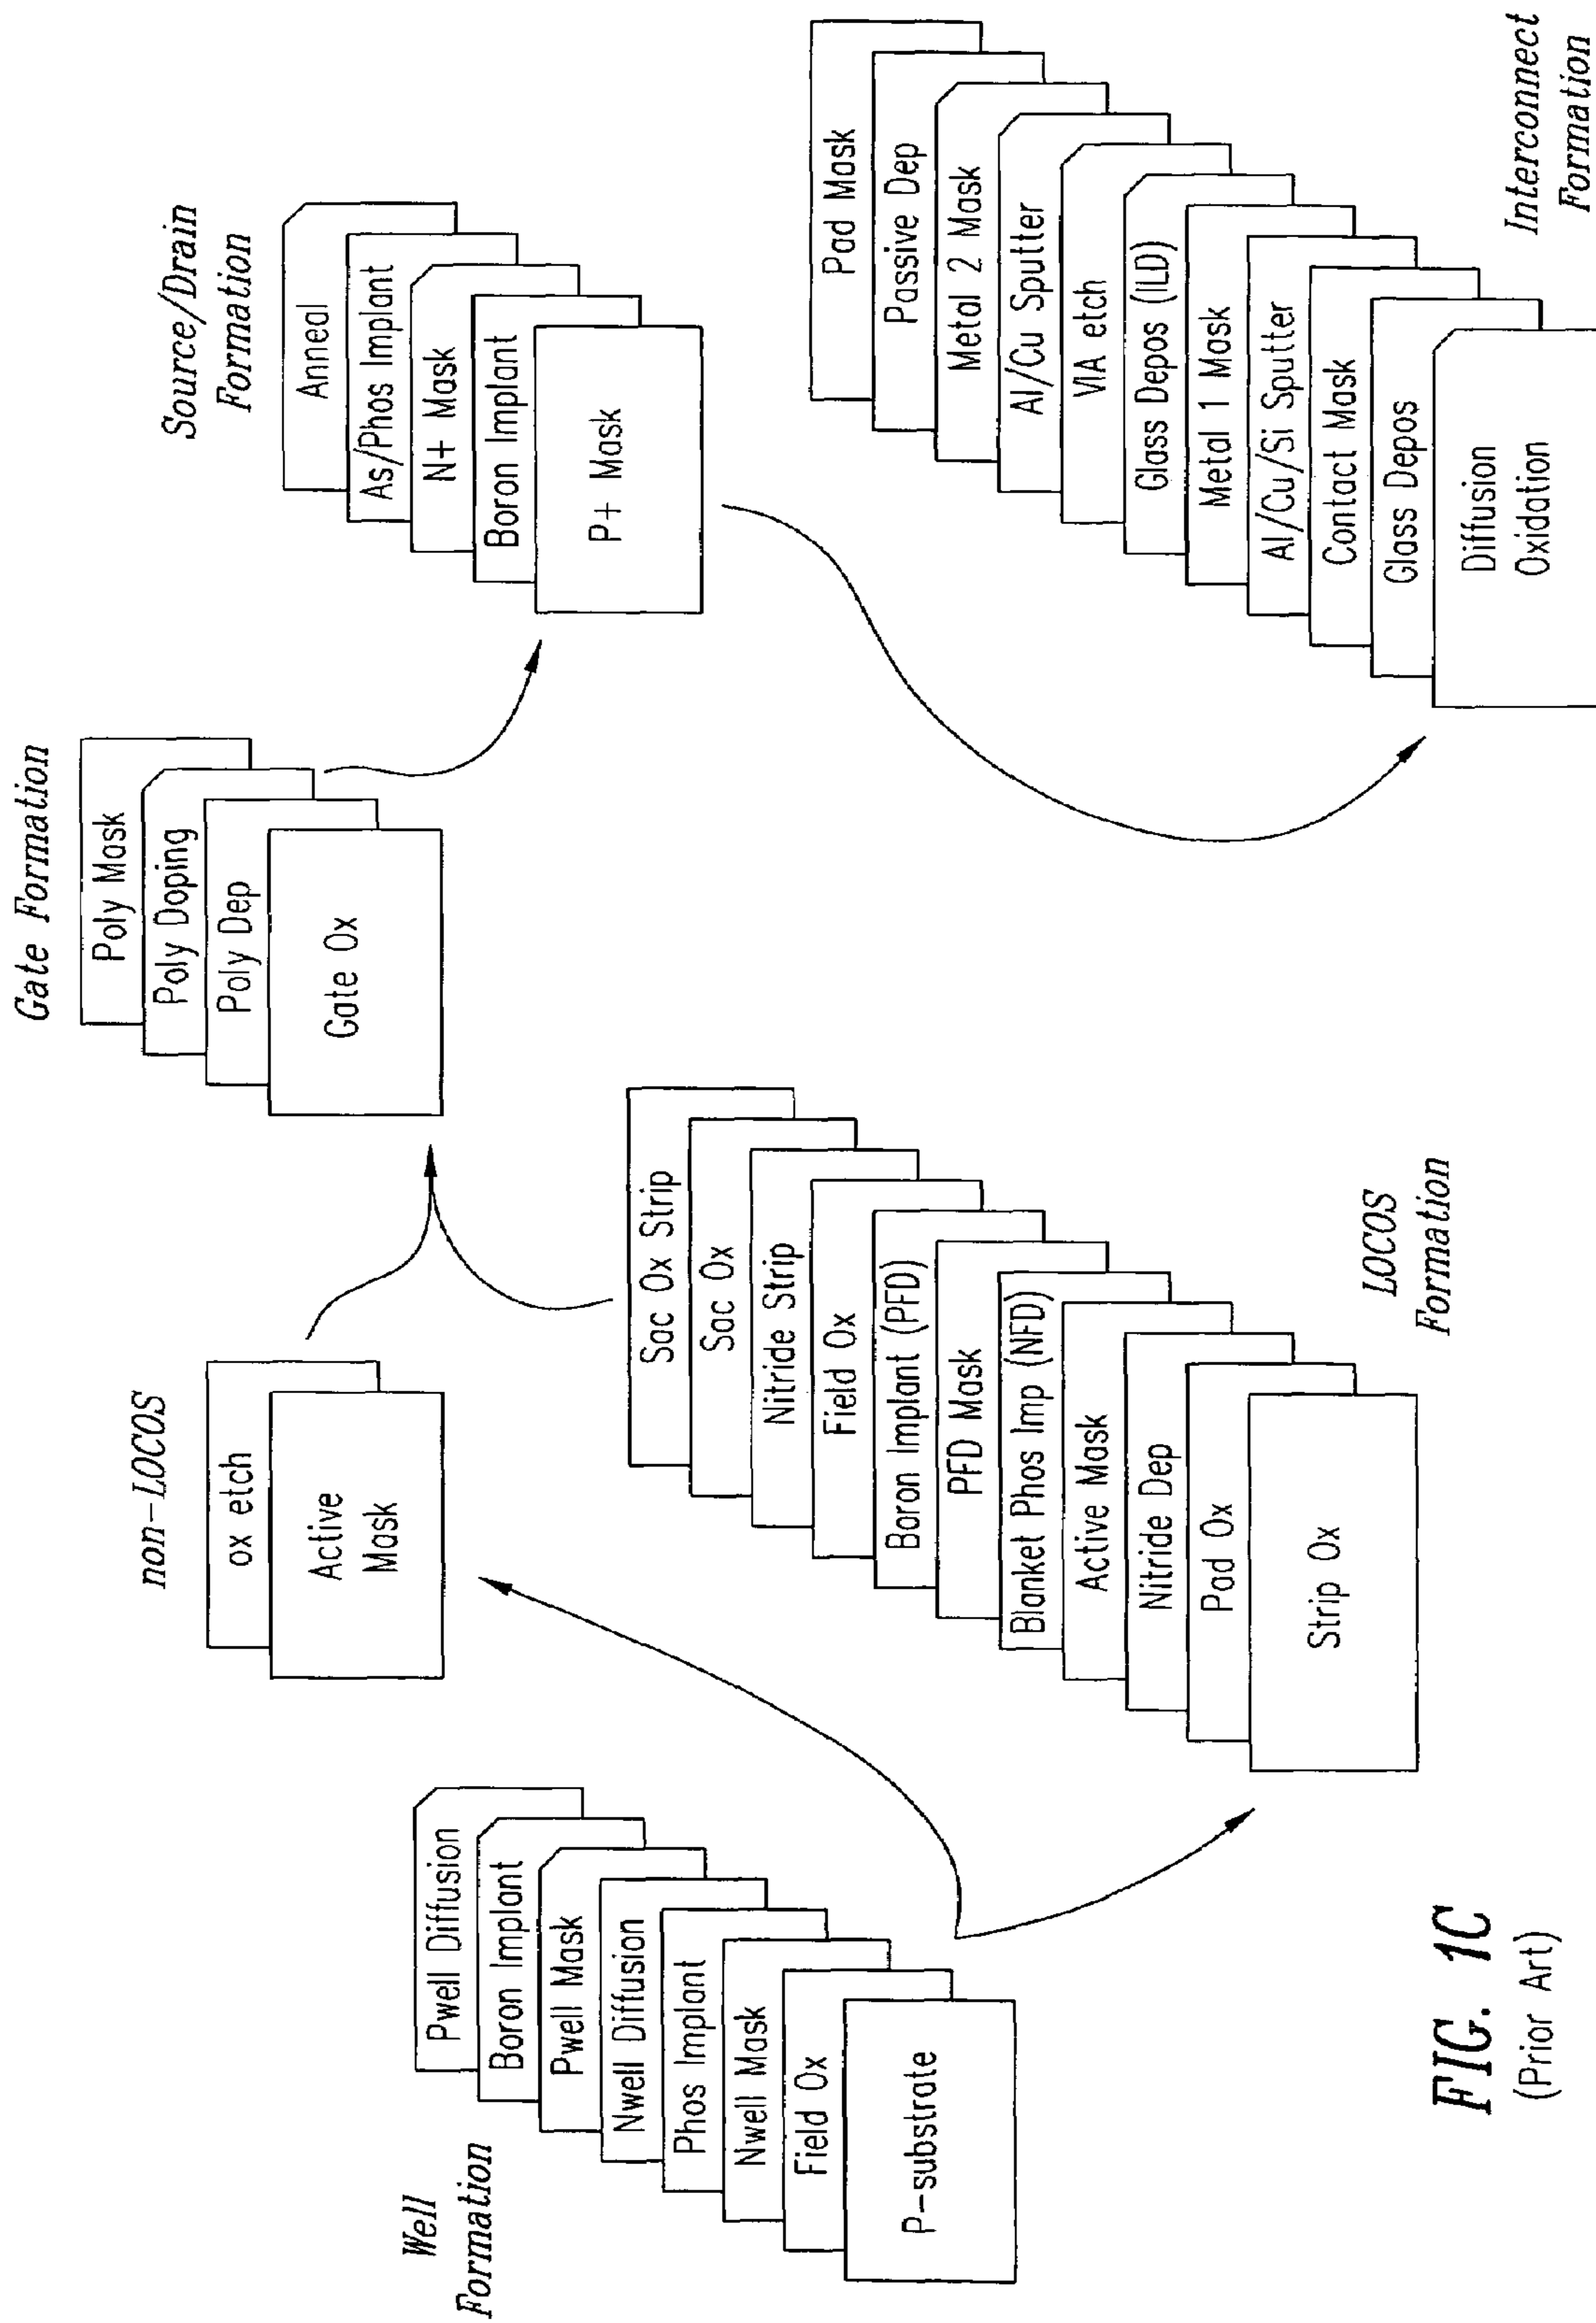 Well
Formation
Pwell Diffusion
Boron Implant
Pwell Mask
Nwell Diffusion
Phos Implant
Nwell Mask
Field Ox
P-substrate
non-LOCOS
ox etch
Active
Mask
LOCOS
Formation
Sac Ox Strip
Sac Ox
Nitride Strip
Field Ox
Boron Implant (PFD)
PFD Mask
Blanket Phos Imp (NFD)
Active Mask
Nitride Dep
Pad Ox
Strip Ox
Gate Formation
Poly Mask
Poly Doping
Poly Dep
Gate Ox
Source/Drain
Formation
Anneal
As/Phos Implant
N+ Mask
Boron Implant
P+ Mask
Pad Mask
Passive Dep
Metal 2 Mask
Al/Cu Sputter
VIA etch
Glass Depos (ILD)
Metal 1 Mask
Al/Cu/Si Sputter
Contact Mask
Glass Depos
Diffusion
Oxidation
Interconnect
Formation
FIG. 1C
(Prior Art)